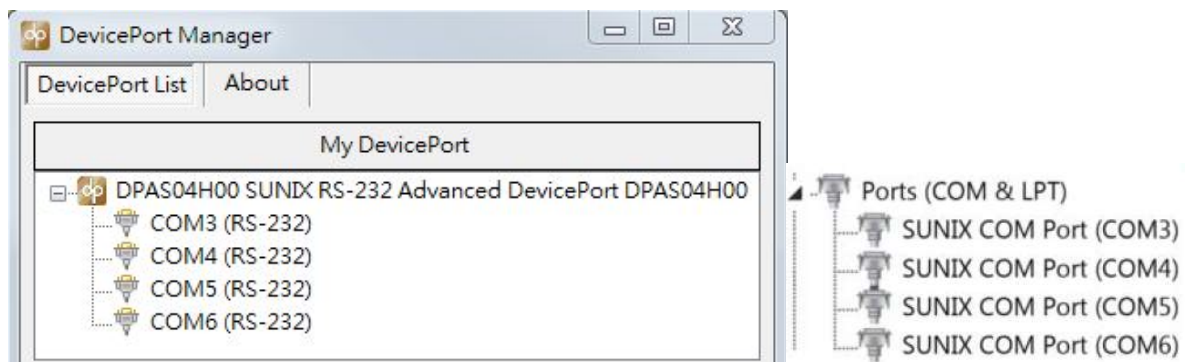 DevicePort Manager
DevicePort List
About
My DevicePort
DPAS04H00 SUNIX RS-232 Advanced DevicePort DPAS04H00
COM3 (RS-232)
COM4 (RS-232)
COM5 (RS-232)
COM6 (RS-232)
Ports (COM & LPT)
SUNIX COM Port (COM3)
SUNIX COM Port (COM4)
SUNIX COM Port (COM5)
SUNIX COM Port (COM6)